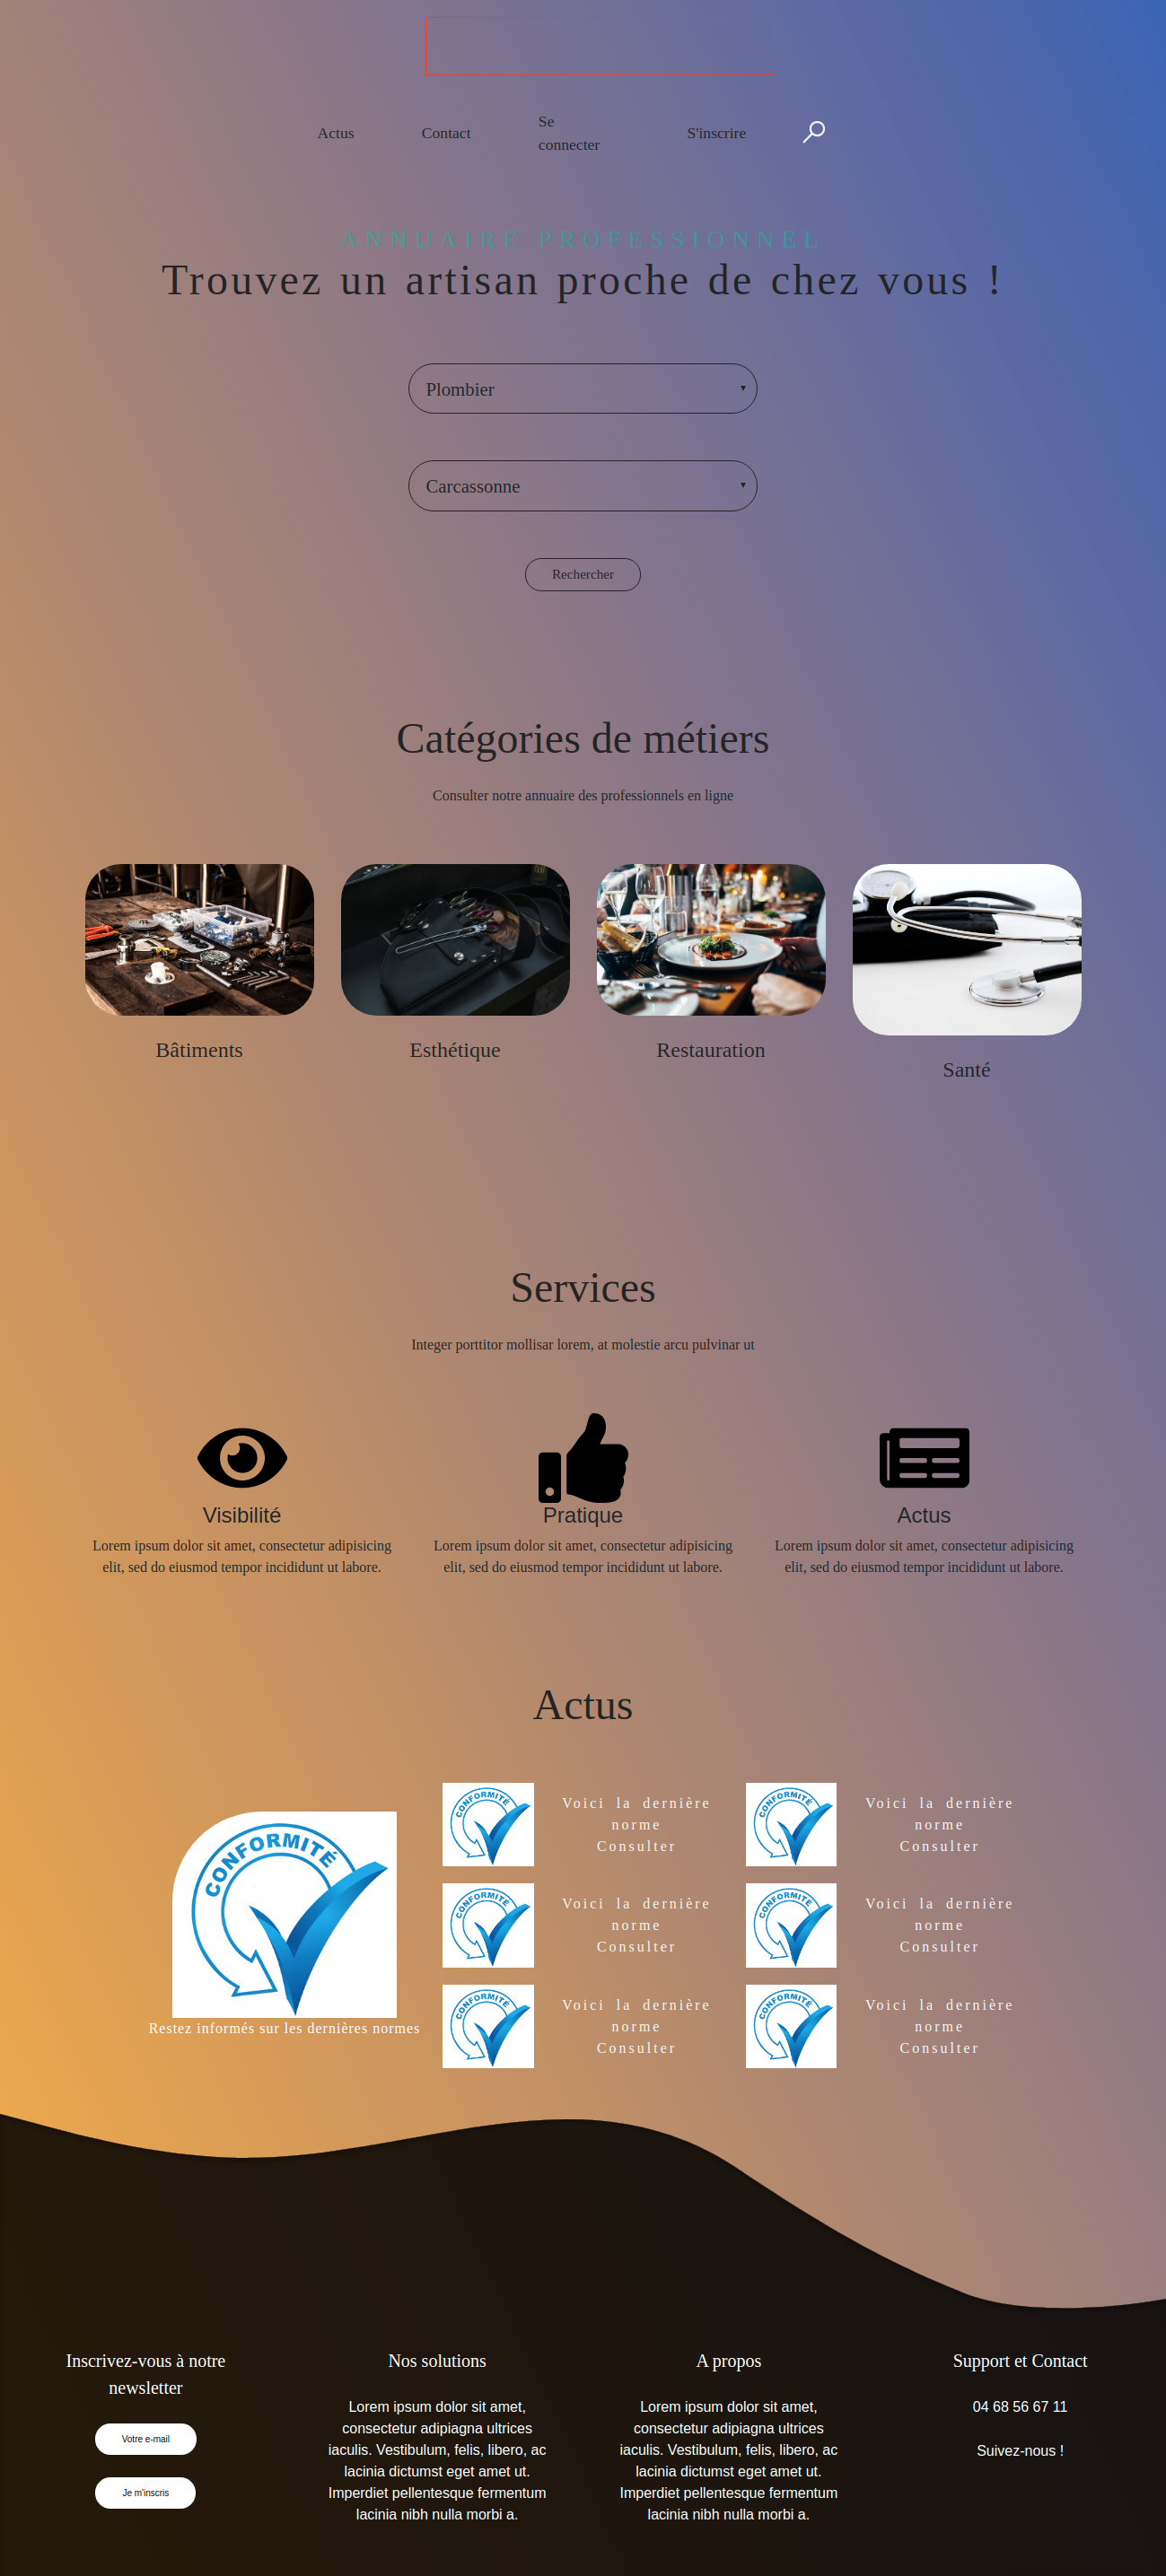 Actus
Contact
Se
connecter
S'inscrire
ANNUAIRE PROFESSIONNEL
Trouvez un artisan proche de chez vous !
Plombier
Carcassonne
Rechercher
Catégories de métiers
Consulter notre annuaire des professionnels en ligne
Bâtiments
Esthétique
Restauration
Santé
Services
Integer porttitor mollisar lorem, at molestie arcu pulvinar ut
Visibilité
Lorem ipsum dolor sit amet, consectetur adipisicing
elit, sed do eiusmod tempor incididunt ut labore.
Pratique
Lorem ipsum dolor sit amet, consectetur adipisicing
elit, sed do eiusmod tempor incididunt ut labore.
Actus
Lorem ipsum dolor sit amet, consectetur adipisicing
elit, sed do eiusmod tempor incididunt ut labore.
Actus
CONFORMITÉ
Restez informés sur les dernières normes
CONFORMITÉ
Voici la dernière
norme
Consulter
CONFORMITÉ
Voici la dernière
norme
Consulter
CONFORMITÉ
Voici la dernière
norme
Consulter
CONFORMITÉ
Voici la dernière
norme
Consulter
CONFORMITÉ
Voici la dernière
norme
Consulter
CONFORMITÉ
Voici la dernière
norme
Consulter
Inscrivez-vous à notre
newsletter
Votre e-mail
Je m'inscris
Nos solutions
Lorem ipsum dolor sit amet,
consectetur adipiagna ultrices
iaculis. Vestibulum, felis, libero, ac
lacinia dictumst eget amet ut.
Imperdiet pellentesque fermentum
lacinia nibh nulla morbi a.
A propos
Lorem ipsum dolor sit amet,
consectetur adipiagna ultrices
iaculis. Vestibulum, felis, libero, ac
lacinia dictumst eget amet ut.
Imperdiet pellentesque fermentum
lacinia nibh nulla morbi a.
Support et Contact
04 68 56 67 11
Suivez-nous !